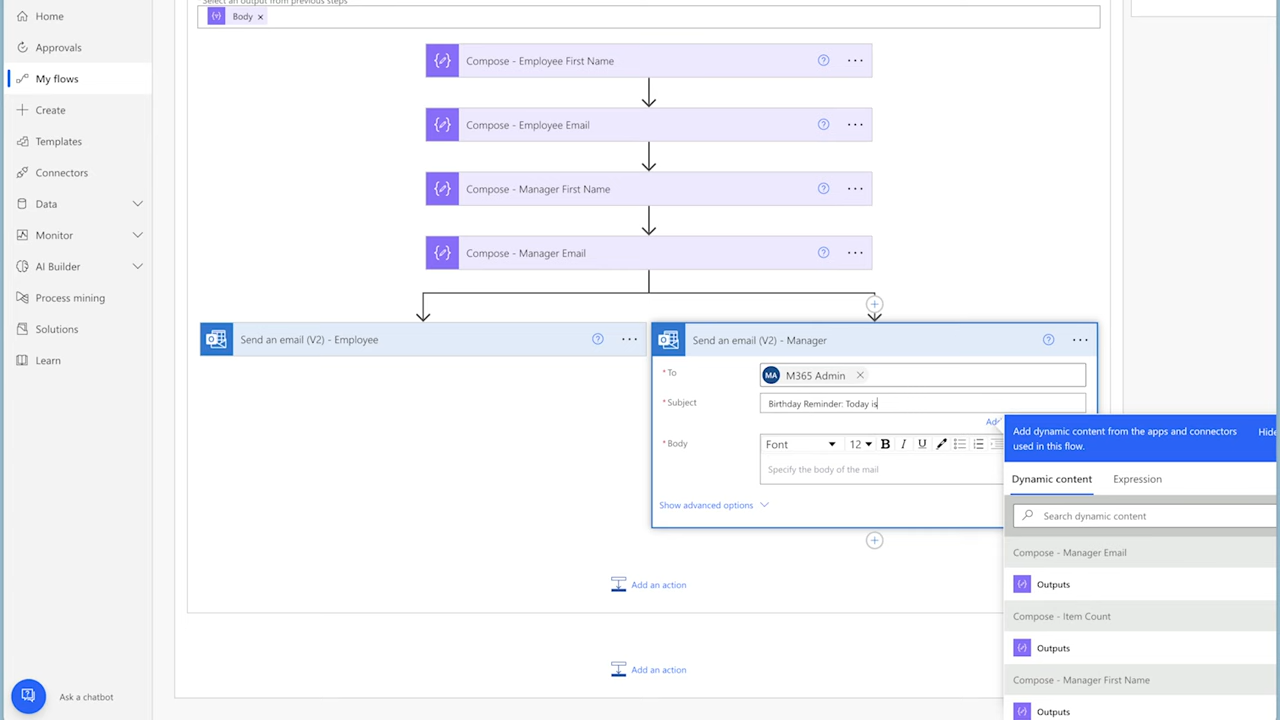 Select an output from previous steps
Body ×
Home
Approvals
My flows
Create
Templates
Connectors
Data
Monitor
AI Builder
Process mining
Solutions
Learn
Ask a chatbot
Compose - Employee First Name
Compose - Employee Email
Compose - Manager First Name
Compose - Manager Email
Send an email (V2) - Employee
Send an email (V2) - Manager
* To
MA M365 Admin ×
* Subject
Birthday Reminder: Today is
Ad
* Body
Font 12 B I U
Specify the body of the mail
Show advanced options
Add an action
Add an action
Add dynamic content from the apps and connectors
used in this flow.
Hide
Dynamic content Expression
Search dynamic content
Compose - Manager Email
Outputs
Compose - Item Count
Outputs
Compose - Manager First Name
Outputs